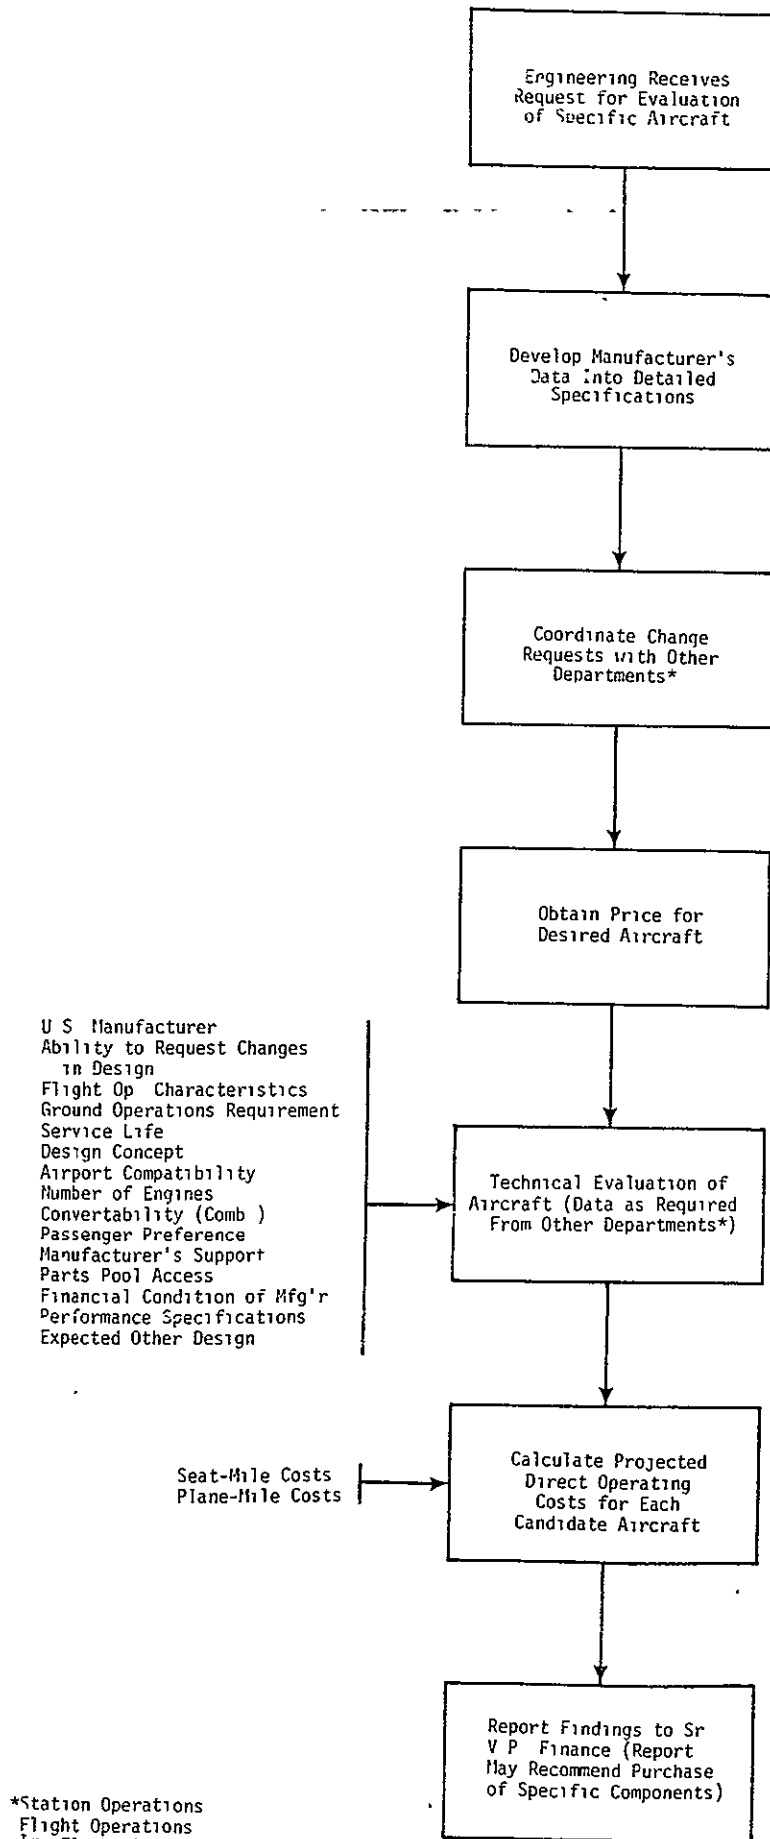 Engineering Receives
Request for Evaluation
of Specific Aircraft
Develop Manufacturer's
Data Into Detailed
Specifications
Coordinate Change
Requests with Other
Departments*
Obtain Price for
Desired Aircraft
U S Manufacturer
Ability to Request Changes
in Design
Flight Op Characteristics
Ground Operations Requirement
Service Life
Design Concept
Airport Compatibility
Number of Engines
Convertability (Comb )
Passenger Preference
Manufacturer's Support
Parts Pool Access
Financial Condition of Mfg'r
Performance Specifications
Expected Other Design
Technical Evaluation of
Aircraft (Data as Required
From Other Departments*)
Seat-Mile Costs
Plane-Mile Costs
Calculate Projected
Direct Operating
Costs for Each
Candidate Aircraft
Report Findings to Sr
V P Finance (Report
May Recommend Purchase
of Specific Components)
*Station Operations
Flight Operations